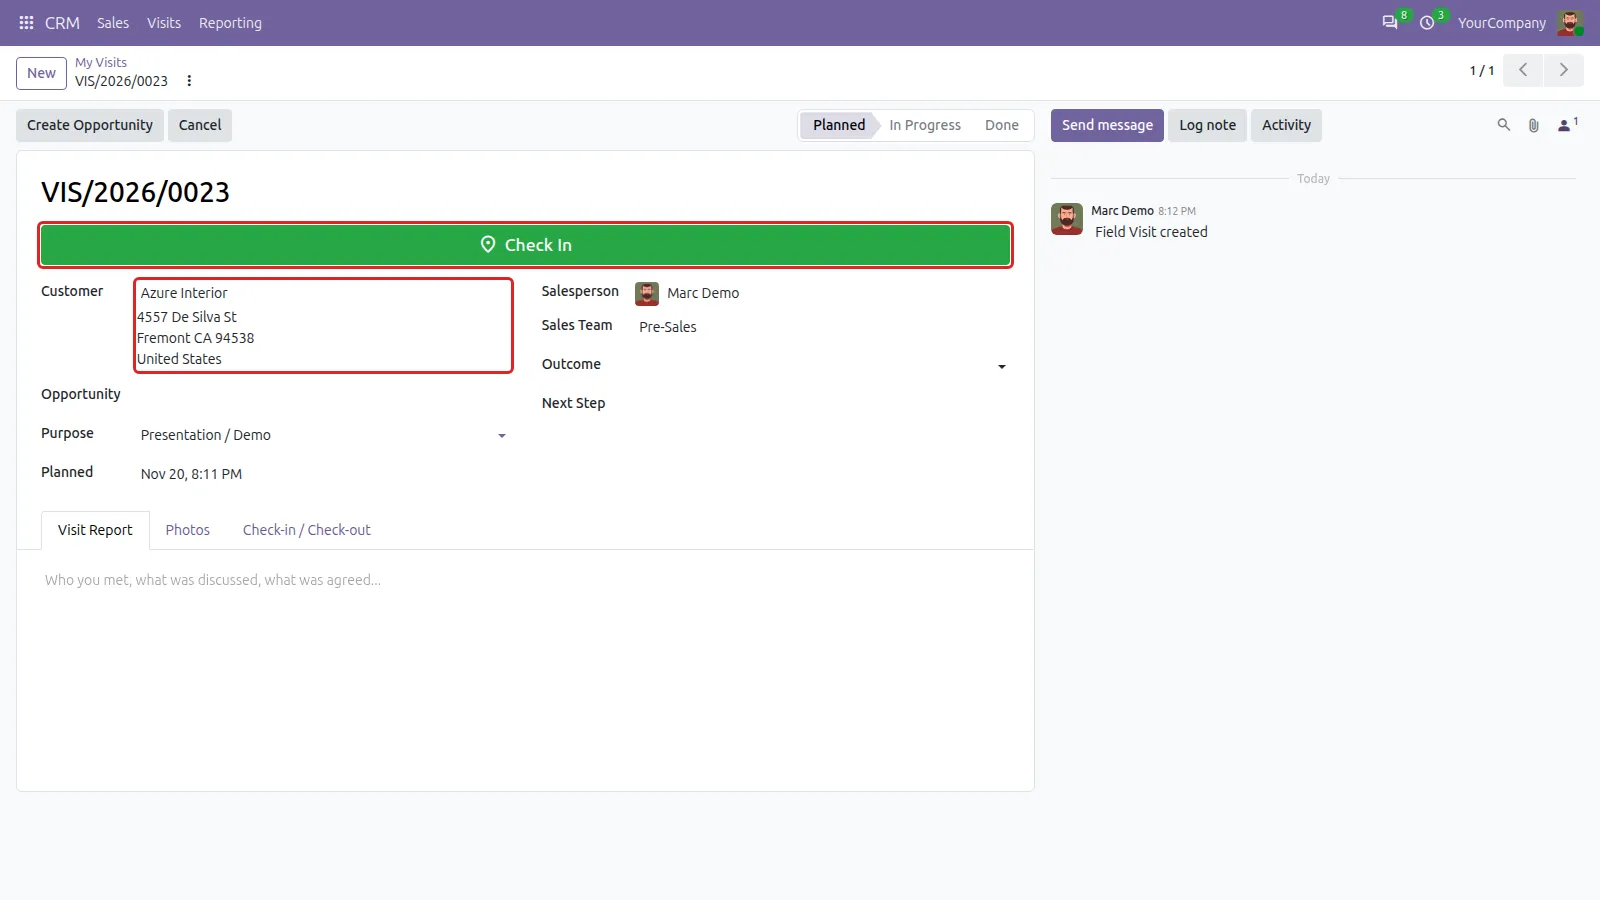 CRM Sales Visits Reporting 8 3 YourCompany
New My Visits
VIS/2026/0023 1 / 1
Create Opportunity Cancel Planned In Progress Done Send message Log note Activity 1
VIS/2026/0023
Check In
Customer Azure Interior
4557 De Silva St
Fremont CA 94538
United States
Opportunity
Purpose Presentation / Demo
Planned Nov 20, 8:11 PM
Salesperson Marc Demo
Sales Team Pre-Sales
Outcome
Next Step
Visit Report Photos Check-in / Check-out
Who you met, what was discussed, what was agreed...
Today
Marc Demo 8:12 PM
Field Visit created